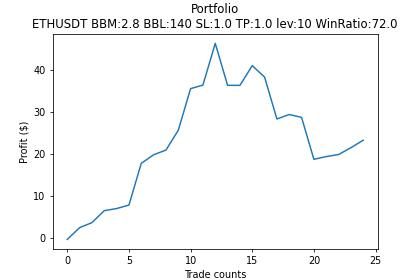 Portfolio
ETHUSDT BBM:2.8 BBL:140 SL:1.0 TP:1.0 lev:10 WinRatio:72.0
40
30
20
10
0
Profit ($)
0 5 10 15 20 25
Trade counts